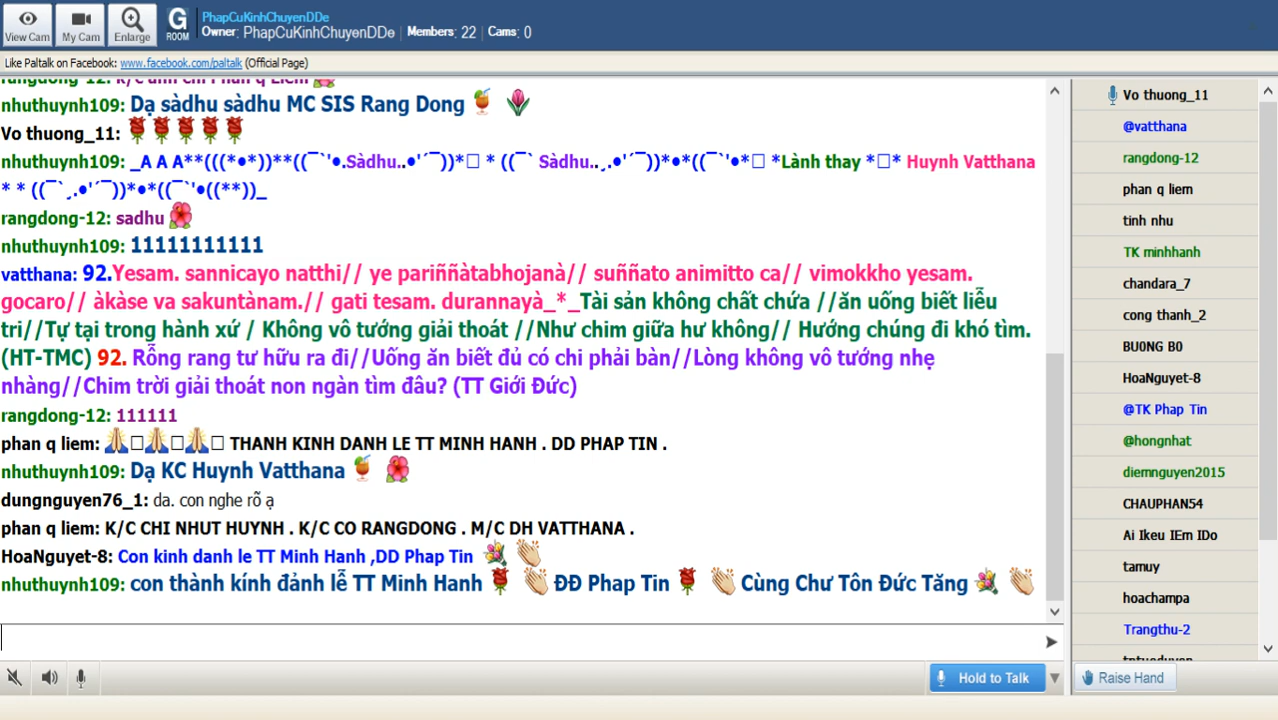 PhapCuKinhChuyenDDe
Owner: PhapCuKinhChuyenDDe | Members: 22 | Cams: 0
View Cam
My Cam
Enlarge
G
ROOM
Like Paltalk on Facebook: www.facebook.com/paltalk (Official Page)
rangdong-12: k/c anh Chi Phan q Liem
nhuthuynh109: Dạ sàdhu sàdhu MC SIS Rang Dong
Vo thuong_11:
nhuthuynh109: _A A A**(((*•*))**((¯`'•.Sàdhu..•'´¯))*□ * ((¯` Sàdhu..¸.•'´¯))*•*((¯`'•*□ *Lành thay *□* Huynh Vatthana
* * ((¯`¸.•'´¯))*•*((¯`'•((**))_
rangdong-12: sadhu
nhuthuynh109: 11111111111
vatthana: 92.Yesam. sannicayo natthi// ye pariññàtabhojanà// suññato animitto ca// vimokkho yesam.
gocaro// àkàse va sakuntànam.// gati tesam. durannayà_*_Tài sản không chất chứa //ăn uống biết liễu
tri//Tự tại trong hành xứ / Không vô tướng giải thoát //Như chim giữa hư không// Hướng chúng đi khó tìm.
(HT-TMC) 92. Rỗng rang tư hữu ra đi//Uống ăn biết đủ có chi phải bàn//Lòng không vô tướng nhẹ
nhàng//Chim trời giải thoát non ngàn tìm đâu? (TT Giới Đức)
rangdong-12: 111111
phan q liem: □ □ □ THANH KINH DANH LE TT MINH HANH . DD PHAP TIN .
nhuthuynh109: Dạ KC Huynh Vatthana
dungnguyen76_1: da. con nghe rõ ạ
phan q liem: K/C CHI NHUT HUYNH . K/C CO RANGDONG . M/C DH VATTHANA .
HoaNguyet-8: Con kinh danh le TT Minh Hanh ,DD Phap Tin
nhuthuynh109: con thành kính đảnh lễ TT Minh Hanh ĐĐ Phap Tin Cùng Chư Tôn Đức Tăng
Vo thuong_11
@vatthana
rangdong-12
phan q liem
tinh nhu
TK minhhanh
chandara_7
cong thanh_2
BU0NG B0
HoaNguyet-8
@TK Phap Tin
@hongnhat
diemnguyen2015
CHAUPHAN54
Ai Ikeu IEm IDo
tamuy
hoachampa
Trangthu-2
Hold to Talk
Raise Hand